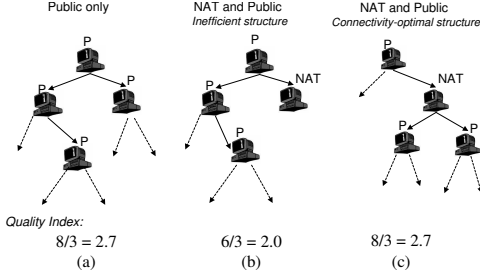 Public only
NAT and Public
Inefficient structure
NAT and Public
Connectivity-optimal structure
P
P
P
P
P
P
NAT
P
P
NAT
P
P
Quality Index:
8/3 = 2.7
6/3 = 2.0
8/3 = 2.7
(a)
(b)
(c)